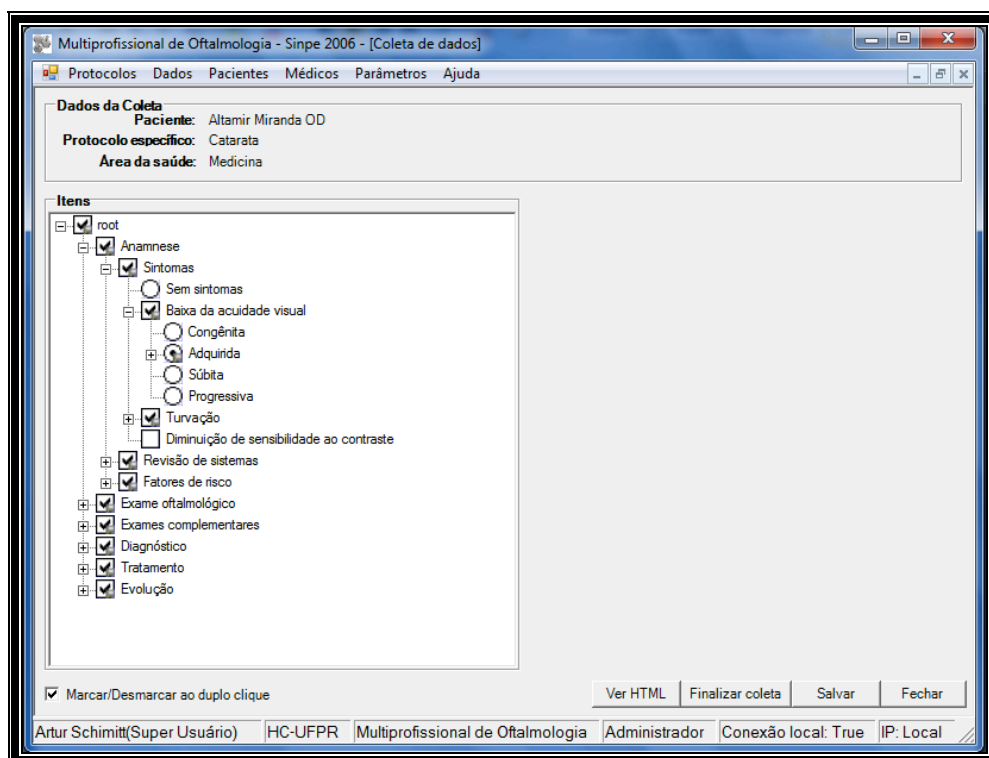 Multiprofissional de Oftalmologia - Sinpe 2006 - [Coleta de dados]
Protocolos Dados Pacientes Médicos Parâmetros Ajuda
Dados da Coleta
Paciente: Altamir Miranda OD
Protocolo específico: Catarata
Área da saúde: Medicina
Itens
root
Anamnese
Sintomas
Sem sintomas
Baixa da acuidade visual
Congênita
Adquirida
Súbita
Progressiva
Turvação
Diminuição de sensibilidade ao contraste
Revisão de sistemas
Fatores de risco
Exame oftalmológico
Exames complementares
Diagnóstico
Tratamento
Evolução
Marcar/Desmarcar ao duplo clique
Ver HTML Finalizar coleta Salvar Fechar
Artur Schimitt(Super Usuário) HC-UFPR Multiprofissional de Oftalmologia Administrador Conexão local: True IP: Local